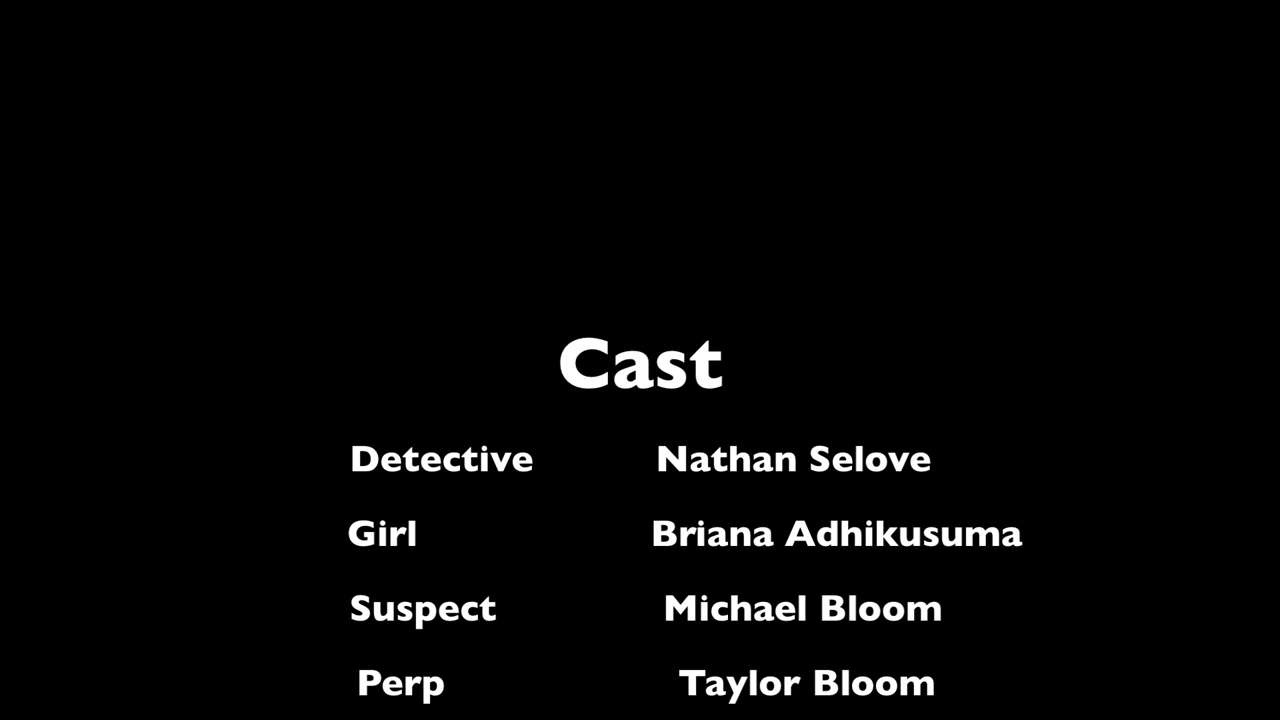 Cast
Detective Nathan Selove
Girl Briana Adhikusuma
Suspect Michael Bloom
Perp Taylor Bloom